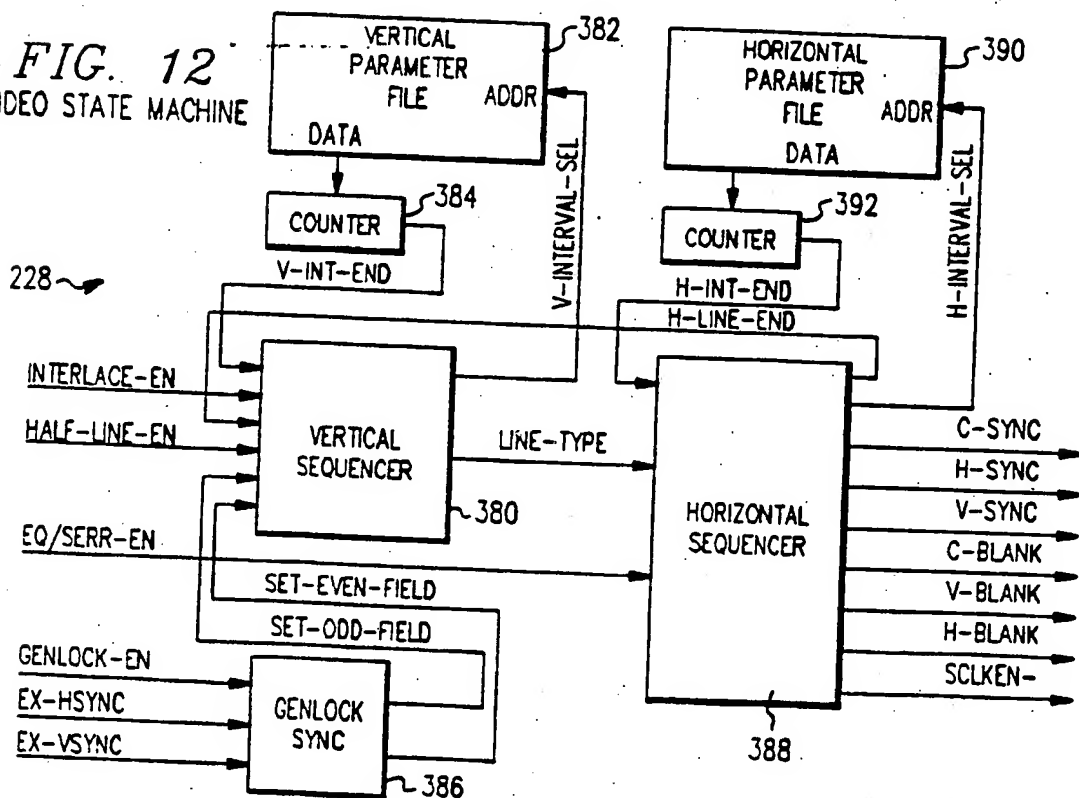 FIG. 12
IDEO STATE MACHINE
VERTICAL
PARAMETER
FILE
ADDR
DATA
382
HORIZONTAL
PARAMETER
FILE
ADDR
DATA
390
COUNTER
384
COUNTER
392
V-INT-END
V-INTERVAL-SEL
H-INT-END
H-LINE-END
H-INTERVAL-SEL
228
INTERLACE-EN
HALF-LINE-EN
VERTICAL
SEQUENCER
380
LINE-TYPE
HORIZONTAL
SEQUENCER
388
C-SYNC
H-SYNC
V-SYNC
C-BLANK
V-BLANK
H-BLANK
SCLKEN-
EQ/SERR-EN
SET-EVEN-FIELD
SET-ODD-FIELD
GENLOCK-EN
EX-HSYNC
EX-VSYNC
GENLOCK
SYNC
386